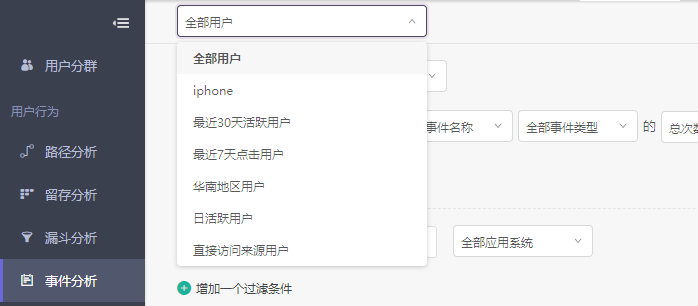 用户分群
用户行为
路径分析
留存分析
漏斗分析
事件分析
全部用户
全部用户
iphone
最近30天活跃用户
最近7天点击用户
华南地区用户
日活跃用户
直接访问来源用户
事件名称 全部事件类型 的 总次
全部应用系统
增加一个过滤条件